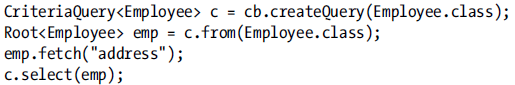 CriteriaQuery<Employee> c = cb.createQuery(Employee.class);
Root<Employee> emp = c.from(Employee.class);
emp.fetch("address");
c.select(emp);